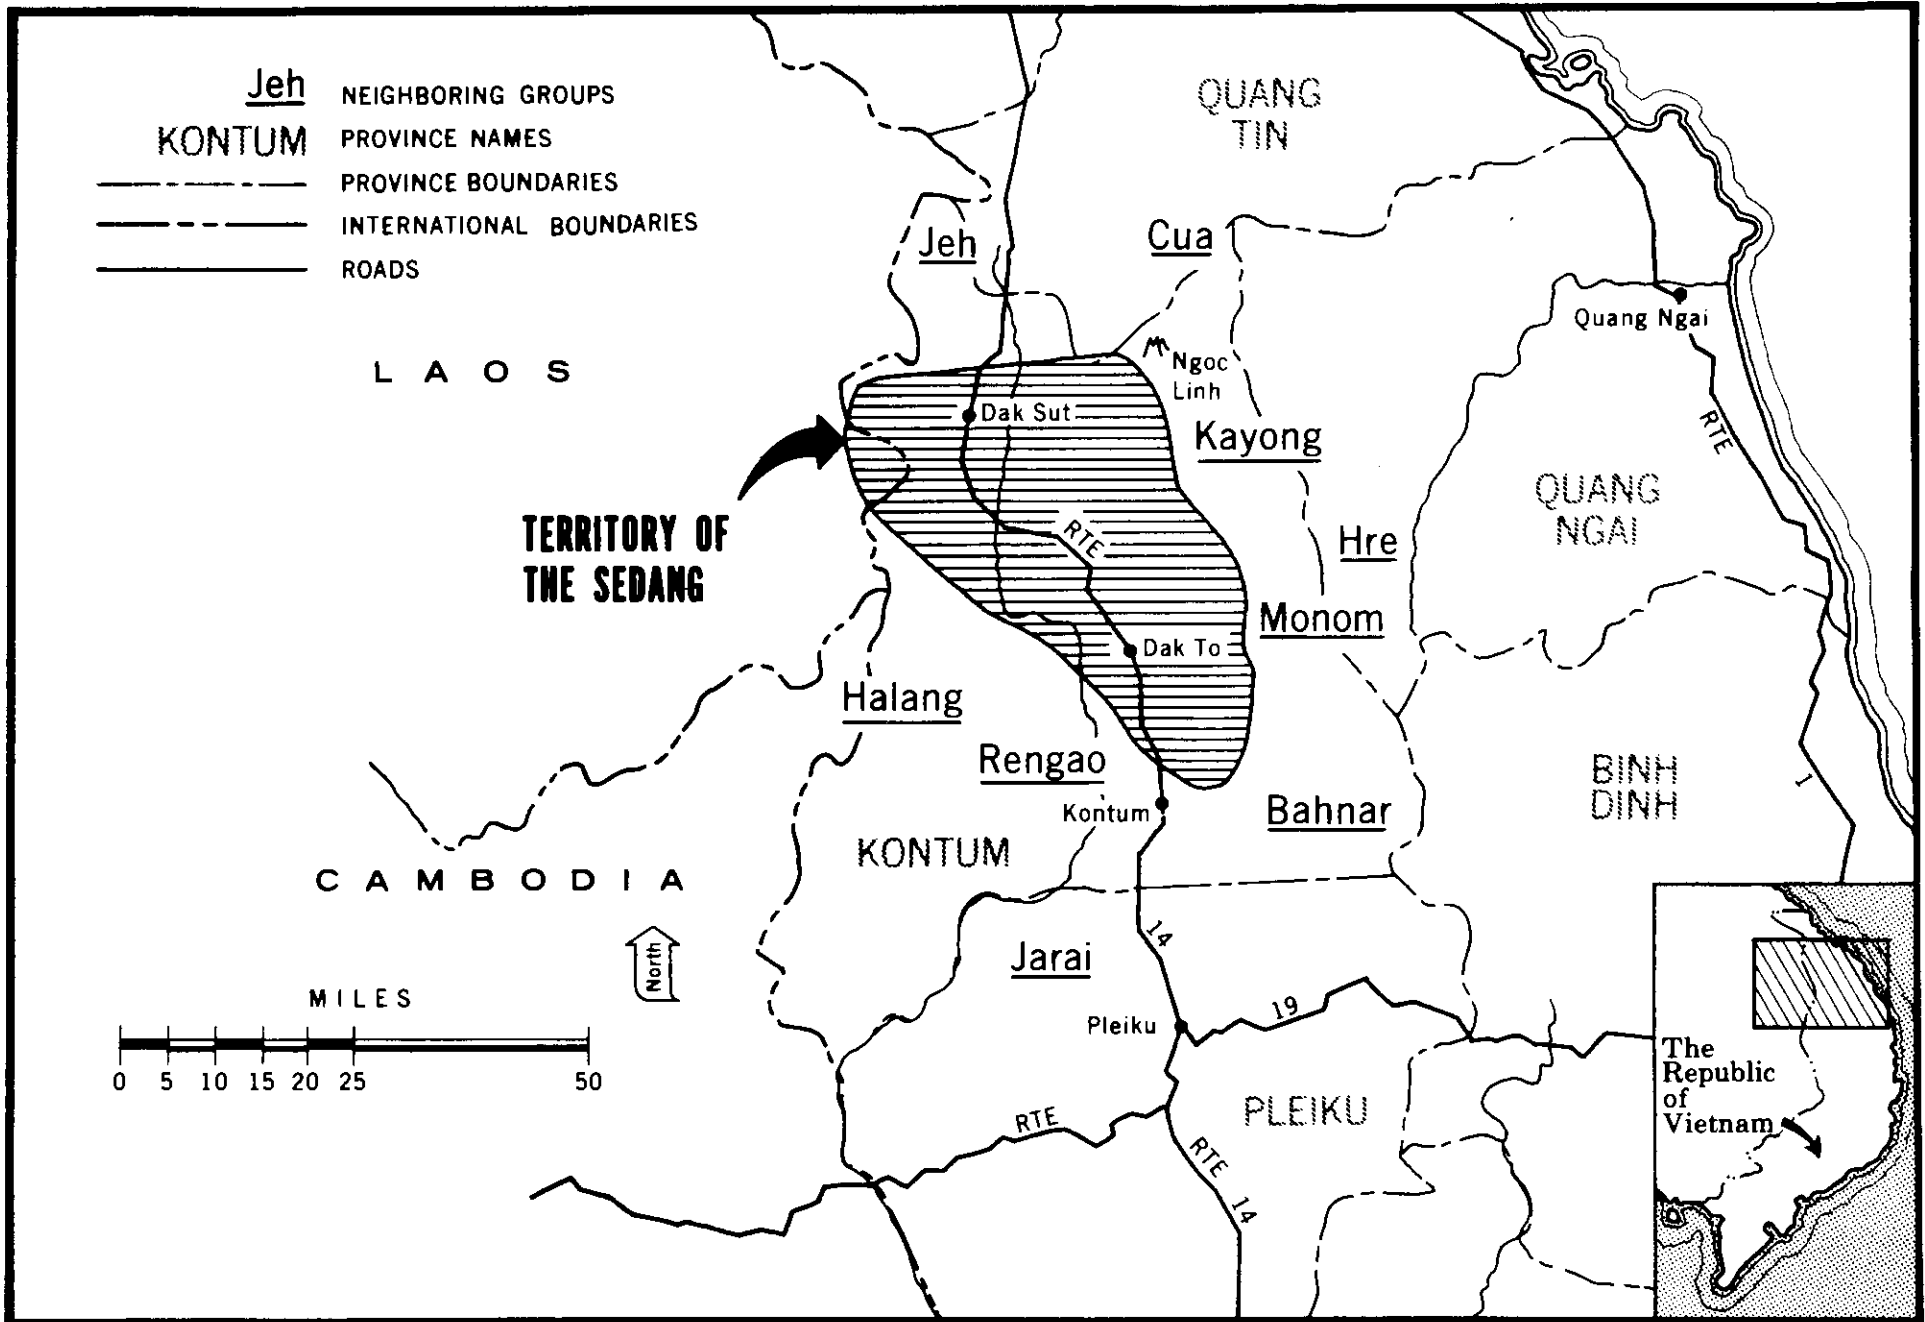 Jeh NEIGHBORING GROUPS
KONTUM PROVINCE NAMES
PROVINCE BOUNDARIES
INTERNATIONAL BOUNDARIES
ROADS
QUANG
TIN
Jeh
Cua
Quang Ngai
LAOS
Ngoc
Linh
Dak Sut
Kayong
RTE
QUANG
NGAI
TERRITORY OF
THE SEDANG
RTE
Hre
Monom
Dak To
Halang
Rengao
BINH
DINH
1
Kontum
Bahnar
KONTUM
CAMBODIA
North
14
Jarai
MILES
0 5 10 15 20 25 50
Pleiku
19
The
Republic
of
Vietnam
RTE
PLEIKU
RTE 14